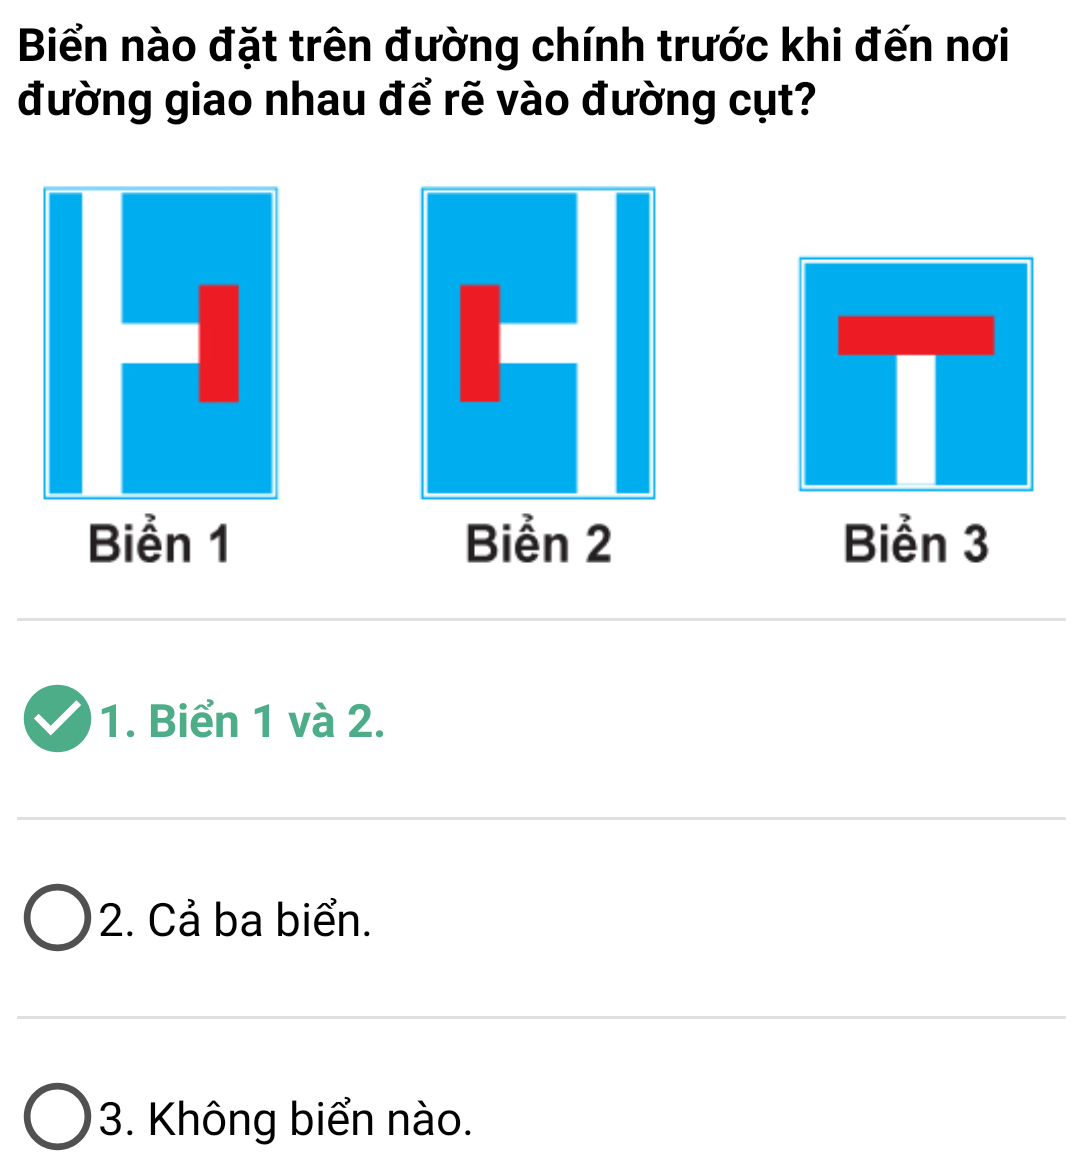 Biển nào đặt trên đường chính trước khi đến nơi
đường giao nhau để rẽ vào đường cụt?
Biển 1
Biển 2
Biển 3
1. Biển 1 và 2.
2. Cả ba biển.
3. Không biển nào.